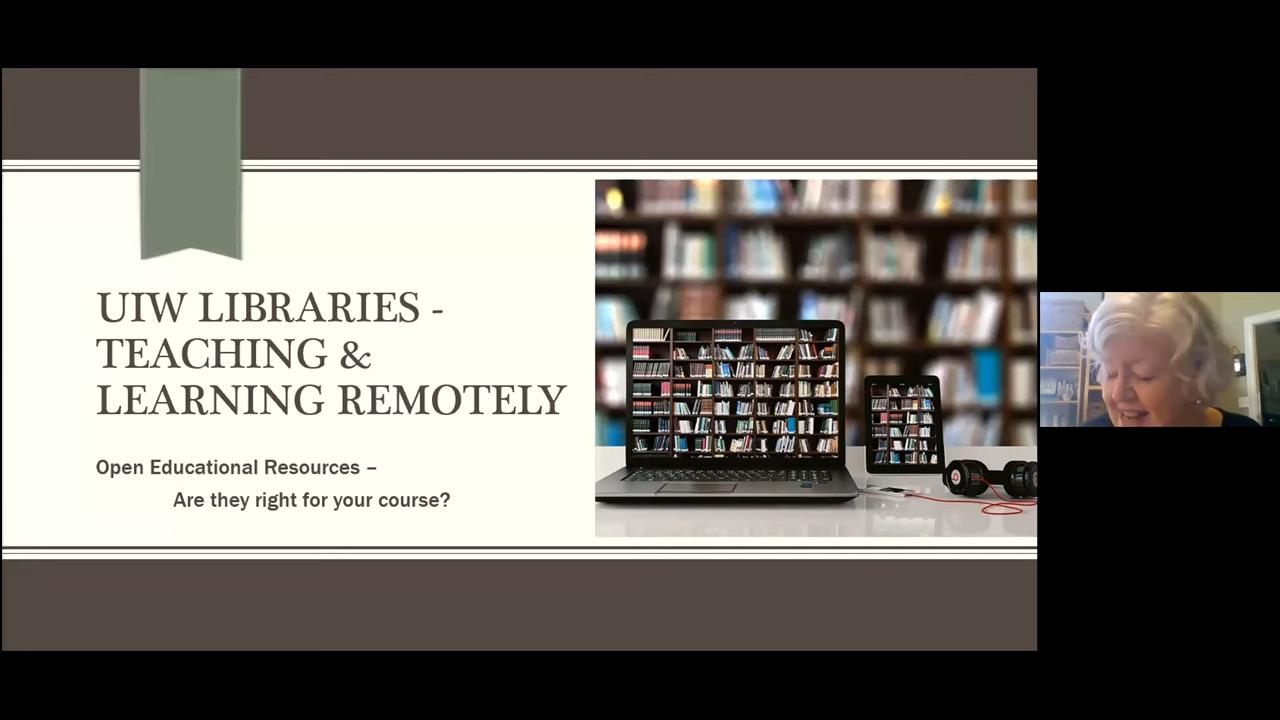 UIW LIBRARIES -
TEACHING &
LEARNING REMOTELY
Open Educational Resources –
Are they right for your course?